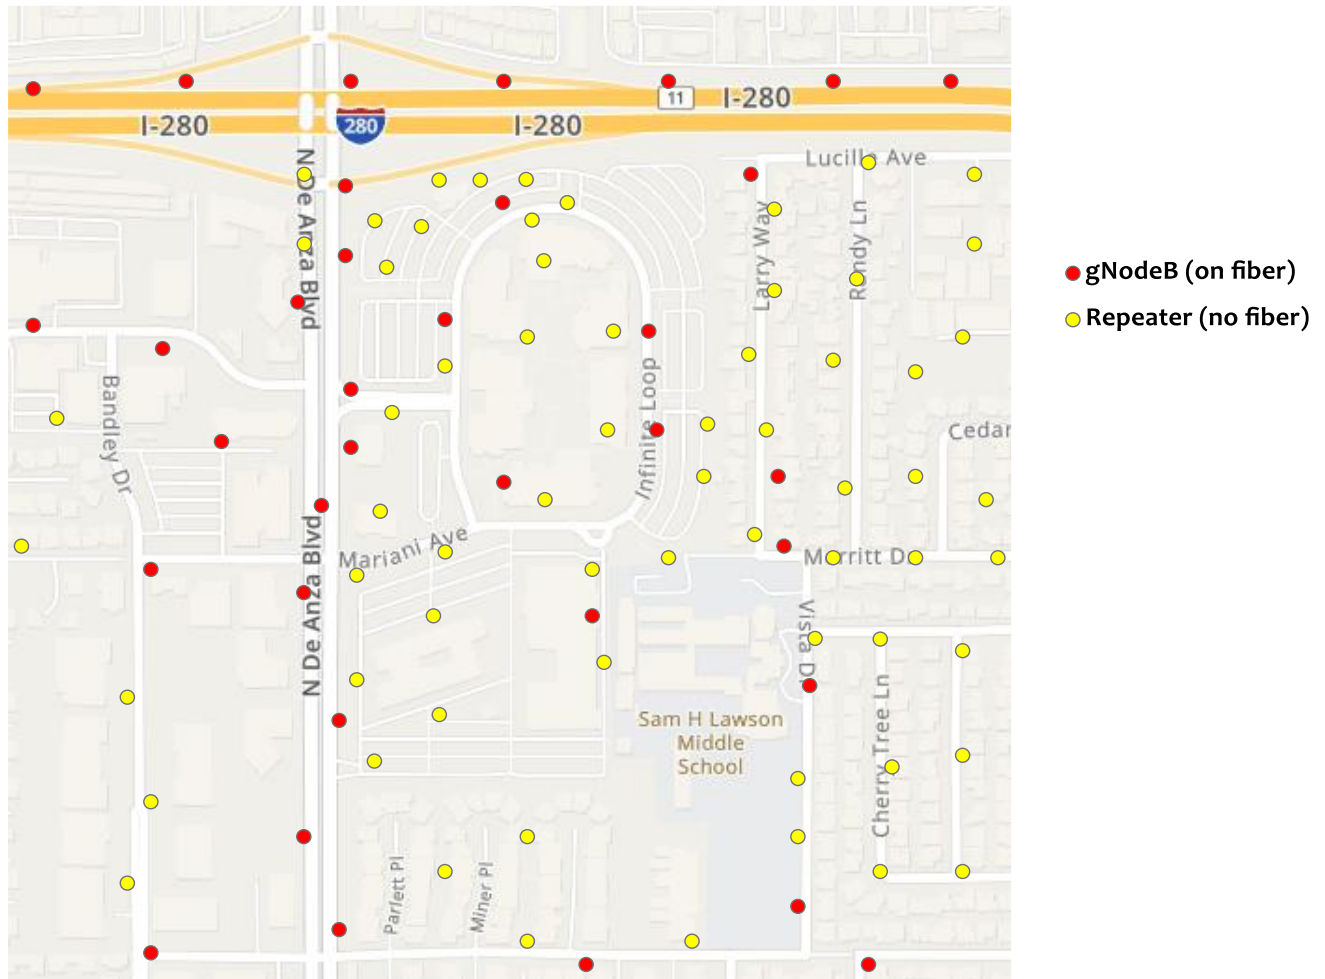 11
I-280
I-280
280
I-280
Lucille Ave
N De Anza Blvd
Larry Way
Randy Ln
gNodeB (on fiber)
Repeater (no fiber)
Bandley Dr
Infinite Loop
Cedar
Mariani Ave
Merritt Dr
N De Anza Blvd
Vista Dr
Sam H Lawson
Middle
School
Cherry Tree Ln
Parlett Pl
Miner Pl